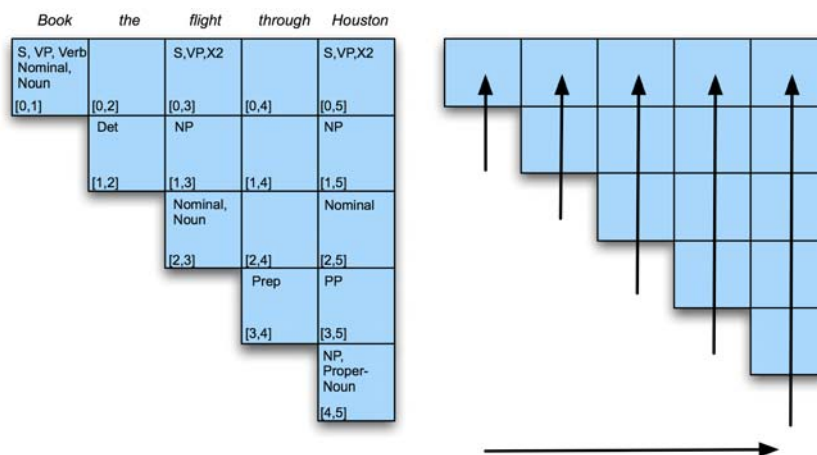 Book the flight through Houston
S, VP, Verb S,VP,X2 S,VP,X2
Nominal,
Noun
[0,1] [0,2] [0,3] [0,4] [0,5]
Det NP NP
[1,2] [1,3] [1,4] [1,5]
Nominal, Nominal
Noun
[2,3] [2,4] [2,5]
Prep PP
[3,4] [3,5]
NP,
Proper-
Noun
[4,5]